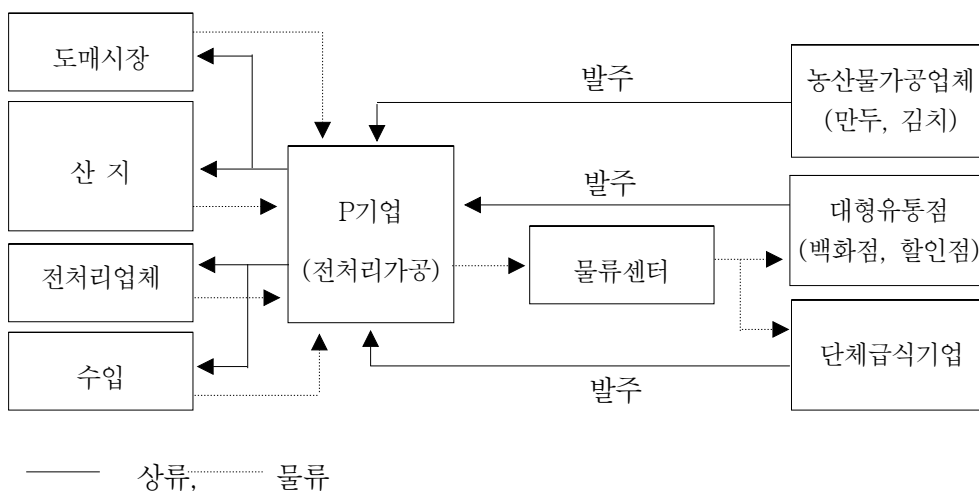 도매시장
산 지
전처리업체
수입
P기업
(전처리가공)
물류센터
발주
발주
발주
농산물가공업체
(만두, 김치)
대형유통점
(백화점, 할인점)
단체급식기업
상류, 물류